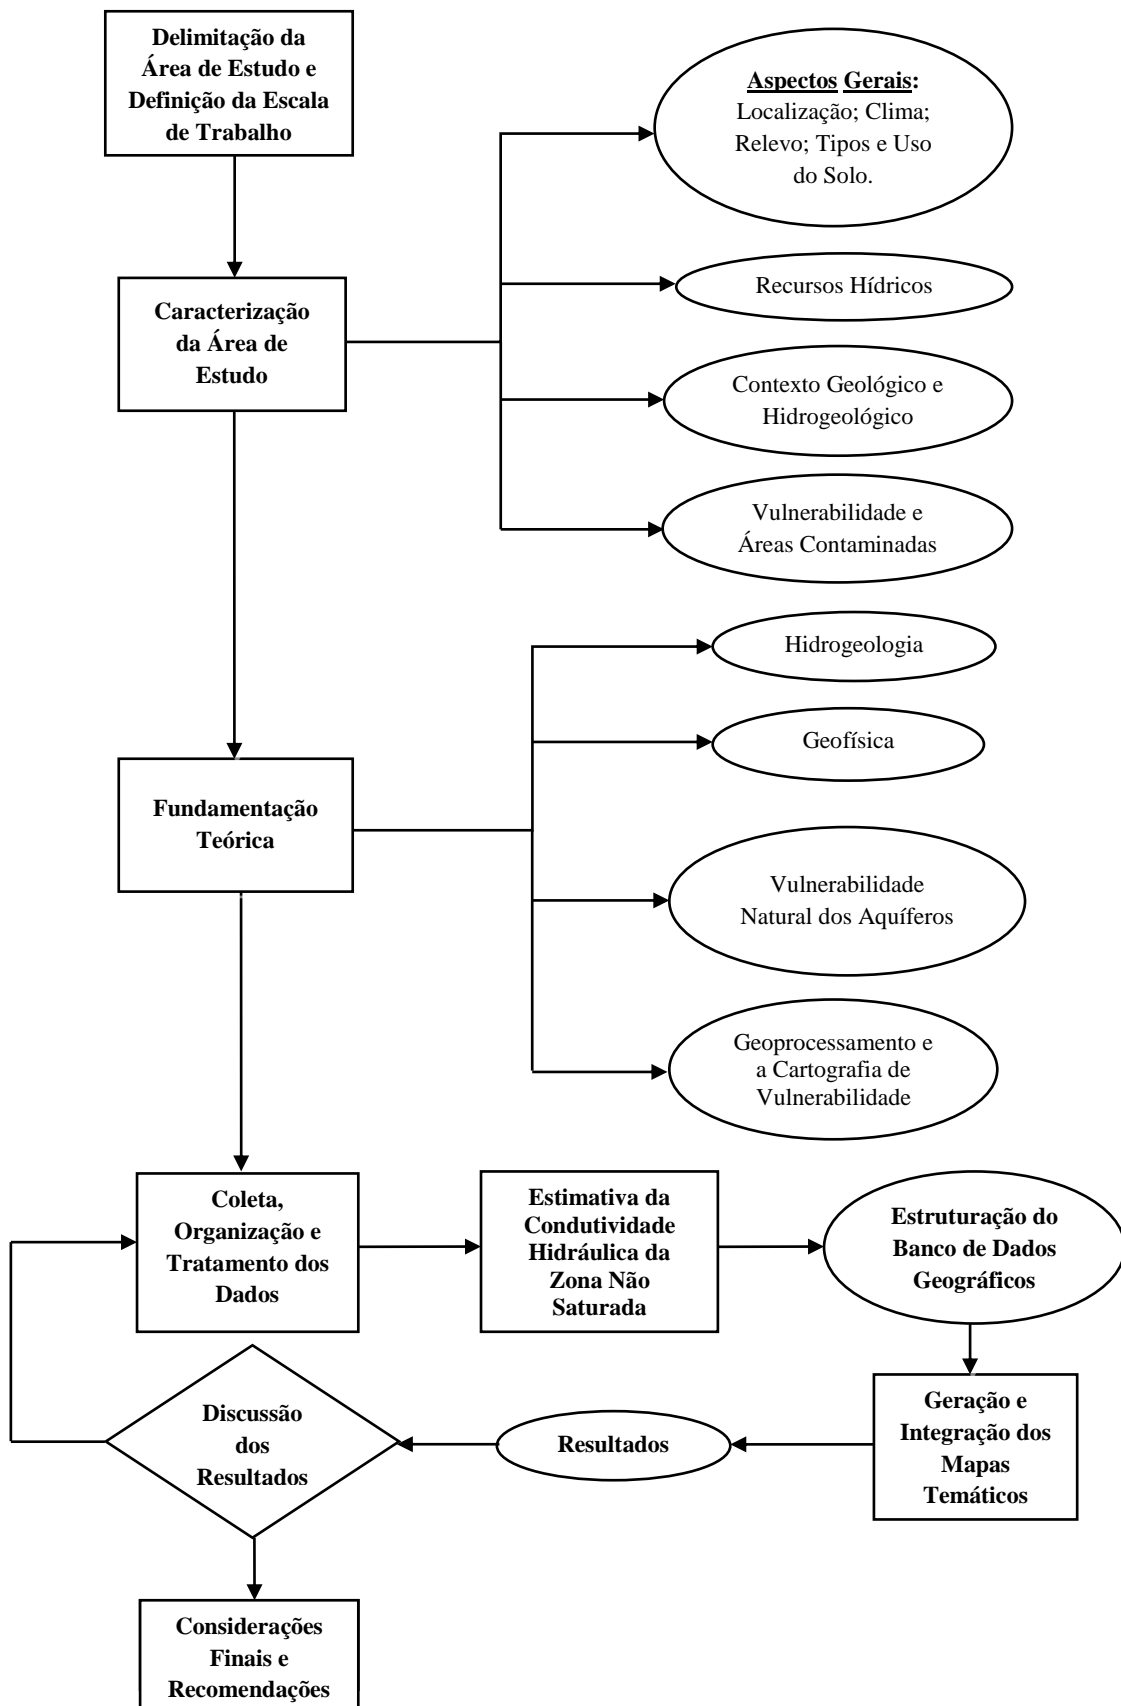 Delimitação da
Área de Estudo e
Definição da Escala
de Trabalho
Aspectos Gerais:
Localização; Clima;
Relevo; Tipos e Uso
do Solo.
Caracterização
da Área de
Estudo
Recursos Hídricos
Contexto Geológico e
Hidrogeológico
Vulnerabilidade e
Áreas Contaminadas
Fundamentação
Teórica
Hidrogeologia
Geofísica
Vulnerabilidade
Natural dos Aquíferos
Geoprocessamento e
a Cartografia de
Vulnerabilidade
Coleta,
Organização e
Tratamento dos
Dados
Estimativa da
Condutividade
Hidráulica da
Zona Não
Saturada
Estruturação do
Banco de Dados
Geográficos
Geração e
Integração dos
Mapas
Temáticos
Resultados
Discussão
dos
Resultados
Considerações
Finais e
Recomendações